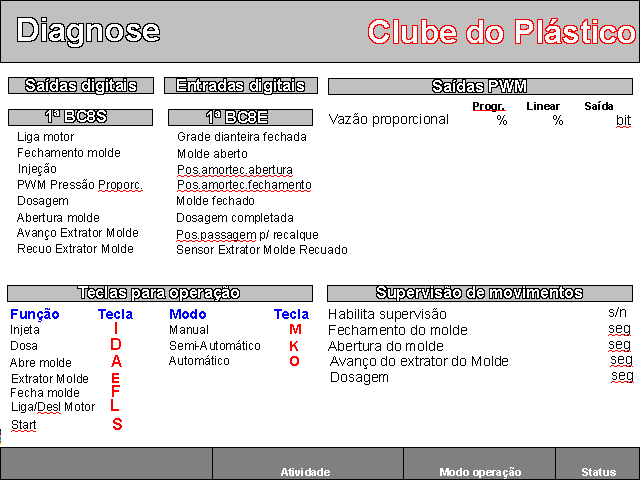 Diagnose
Clube do Plástico
Saídas digitais
Entradas digitais
Saídas PWM
1ª BC8S
1ª BC8E
Progr. Linear Saída
Vazão proporcional % % bit
Liga motor
Fechamento molde
Injeção
PWM Pressão Proporc.
Dosagem
Abertura molde
Avanço Extrator Molde
Recuo Extrator Molde
Grade dianteira fechada
Molde aberto
Pos.amortec.abertura
Pos.amortec.fechamento
Molde fechado
Dosagem completada
Pos.passagem p/ recalque
Sensor Extrator Molde Recuado
Teclas para operação
Função Tecla
Injeta I
Dosa D
Abre molde A
Extrator Molde E
Fecha molde F
Liga/Desl Motor L
Start S
Modo Tecla
Manual M
Semi-Automático K
Automático O
Supervisão de movimentos
Habilita supervisão s/n
Fechamento do molde seg
Abertura do molde seg
Avanço do extrator do Molde seg
Dosagem seg
Atividade
Modo operação
Status